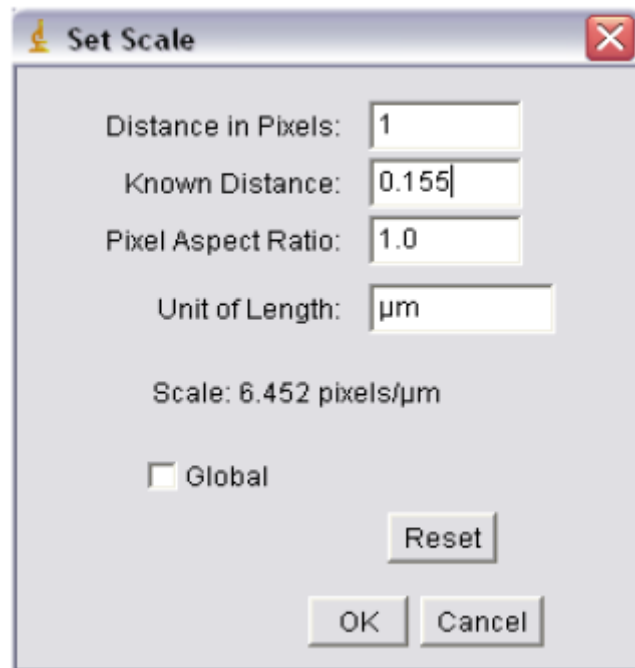 Set Scale
Distance in Pixels: 1
Known Distance: 0.155
Pixel Aspect Ratio: 1.0
Unit of Length: µm
Scale: 6.452 pixels/µm
Global
Reset
OK Cancel